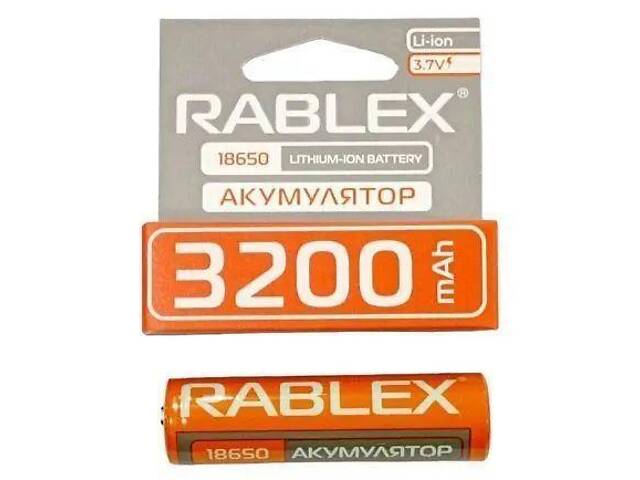 Li-ion
3.7V
RABLEX®
18650 LITHIUM-ION BATTERY
АКУМУЛЯТОР
3200 mAh
RABLEX
18650 АКУМУЛЯТОР